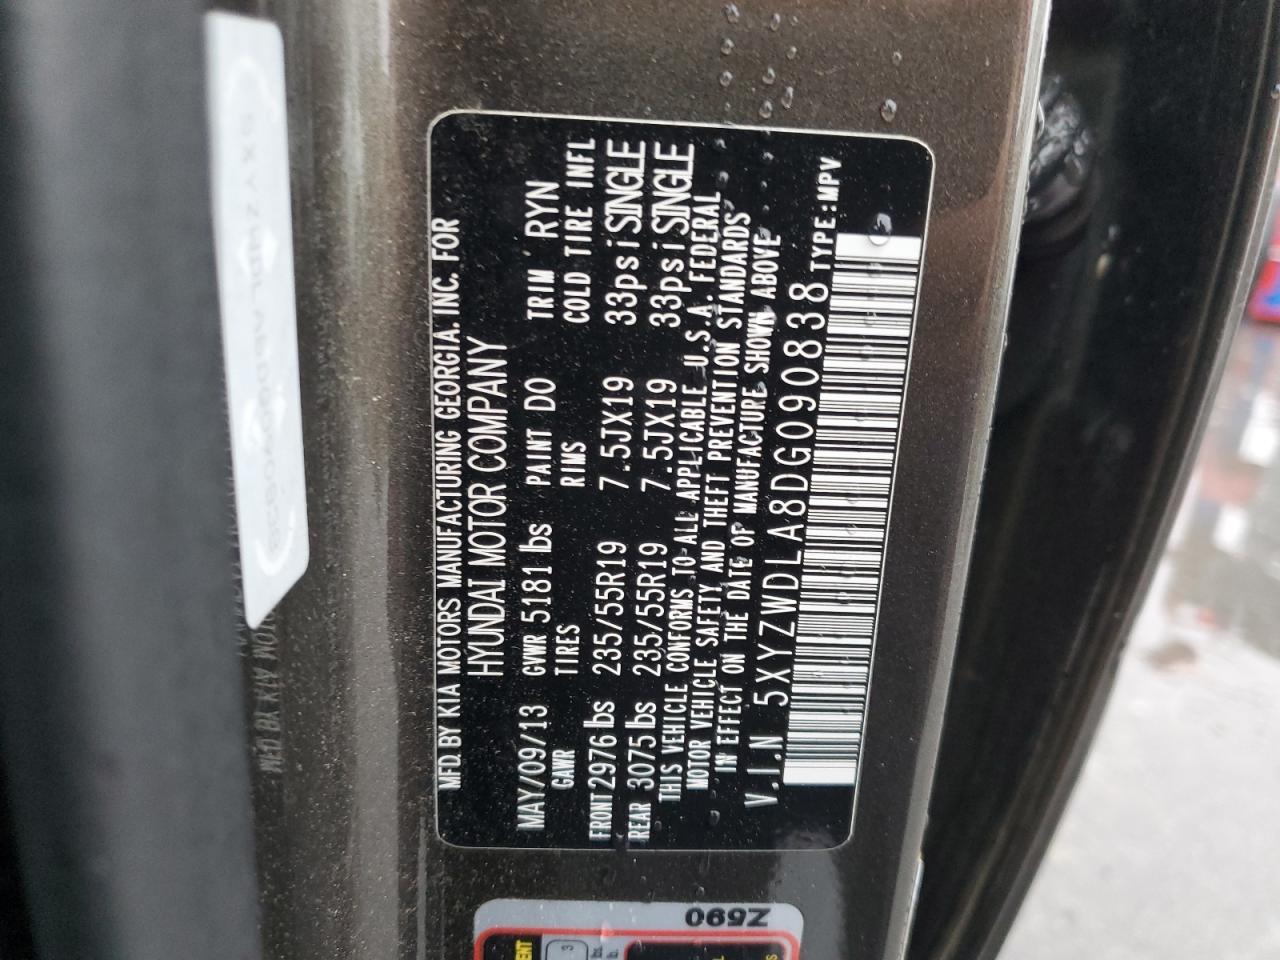 MFD. BY KIA MOTORS MANUFACTURING GEORGIA. INC. FOR
HYUNDAI MOTOR COMPANY
MAY/09/13 GVWR 5181 lbs PAINT DO TRIM RYN
GAWR TIRES RIMS COLD TIRE INFL
FRONT 2976 lbs 235/55R19 7.5JX19 33psi SINGLE
REAR 3075 lbs 235/55R19 7.5JX19 33psi SINGLE
THIS VEHICLE CONFORMS TO ALL APPLICABLE U.S.A. FEDERAL
MOTOR VEHICLE SAFETY AND THEFT PREVENTION STANDARDS
IN EFFECT ON THE DATE OF MANUFACTURE SHOWN ABOVE
V.I.N 5XYZWDLA8DG090838 TYPE:MPV
Z590
3